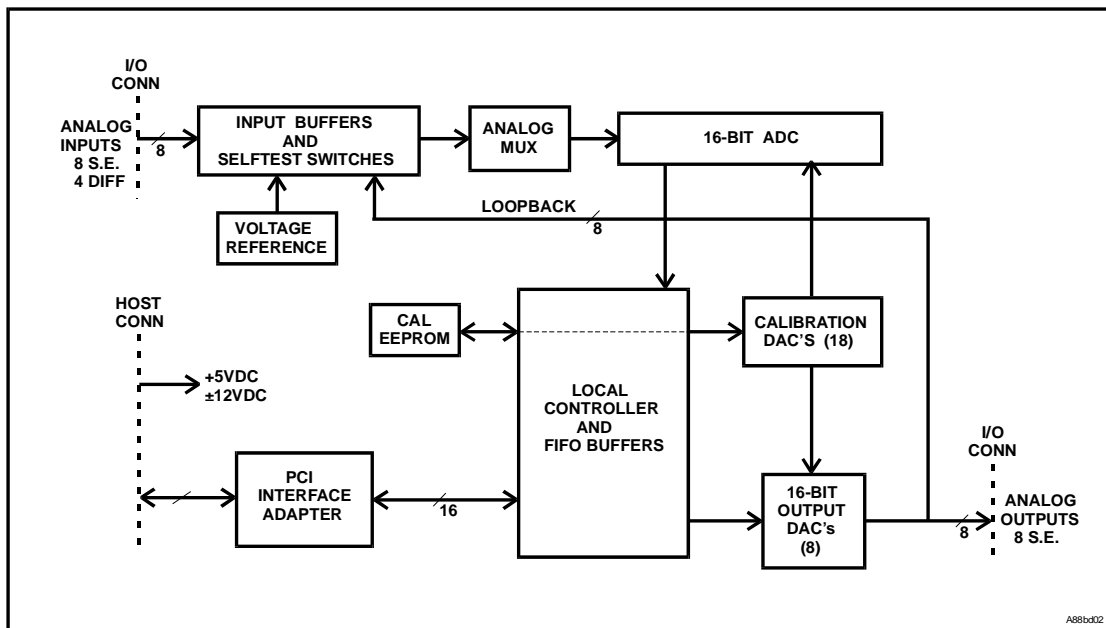 I/O
CONN
ANALOG
INPUTS
8 S.E.
4 DIFF
8
INPUT BUFFERS
AND
SELFTEST SWITCHES
ANALOG
MUX
16-BIT ADC
VOLTAGE
REFERENCE
LOOPBACK
8
HOST
CONN
+5VDC
±12VDC
CAL
EEPROM
LOCAL
CONTROLLER
AND
FIFO BUFFERS
CALIBRATION
DAC'S (18)
PCI
INTERFACE
ADAPTER
16
16-BIT
OUTPUT
DAC's
(8)
I/O
CONN
8
ANALOG
OUTPUTS
8 S.E.
A88bd02